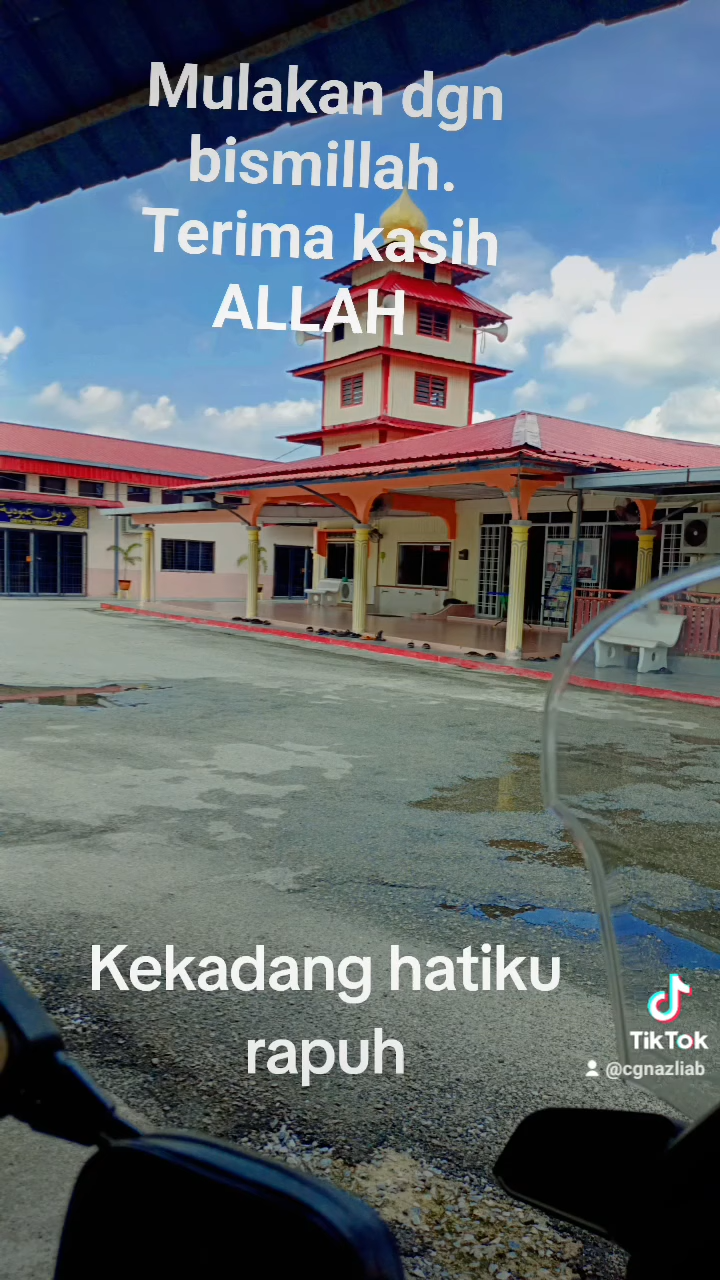 Mulakan dgn
bismillah.
Terima kasih
ALLAH
Kekadang hatiku
rapuh
TikTok
@cgnazliab